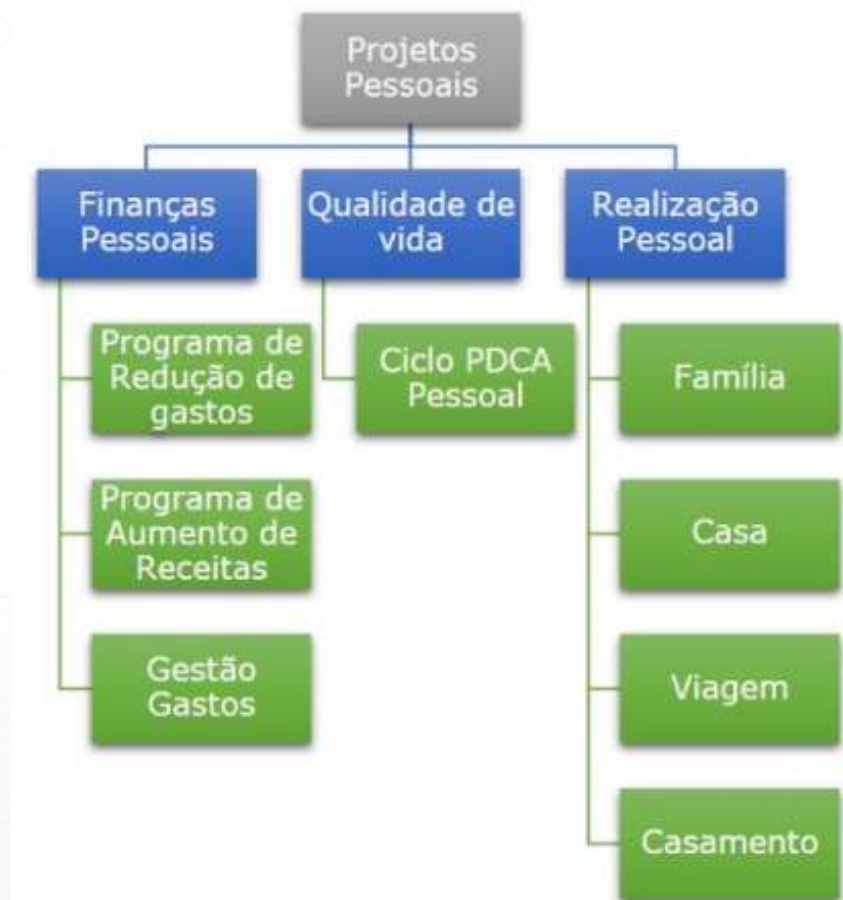 Projetos
Pessoais
Finanças
Pessoais
Qualidade de
vida
Realização
Pessoal
Programa de
Redução de
gastos
Ciclo PDCA
Pessoal
Família
Programa de
Aumento de
Receitas
Casa
Gestão
Gastos
Viagem
Casamento